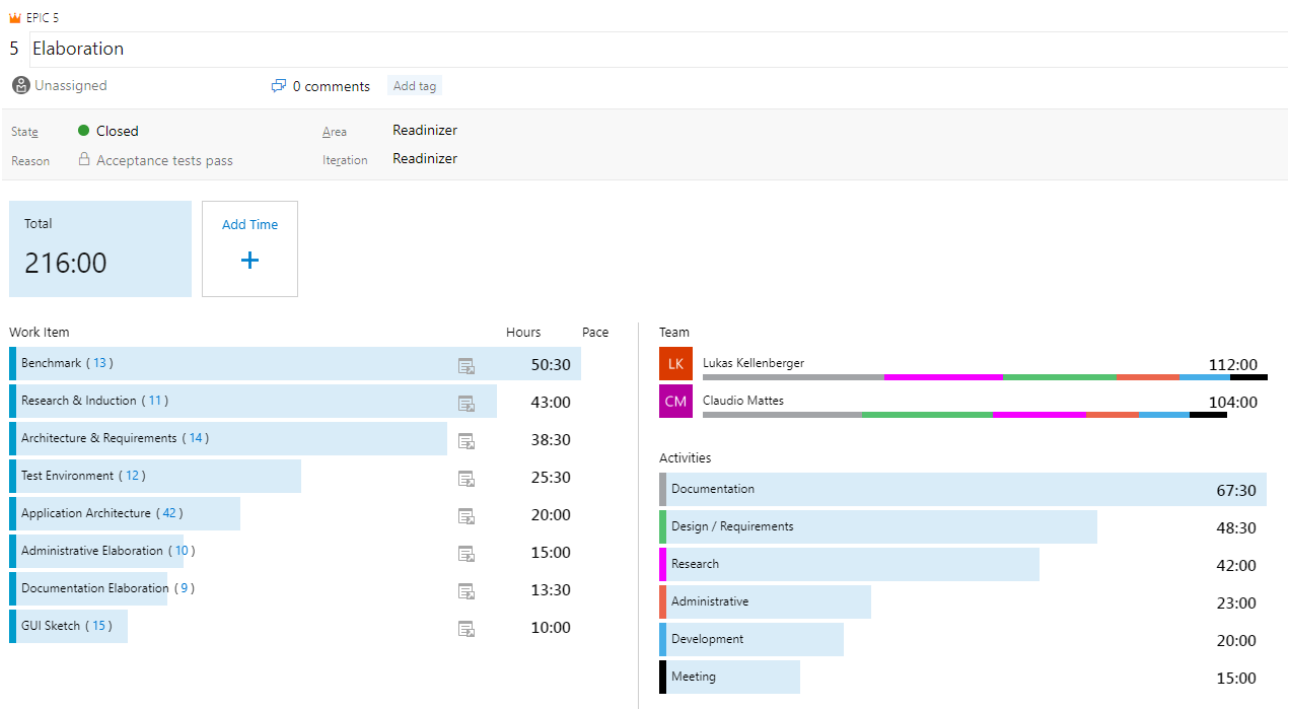 EPIC 5
5 Elaboration
Unassigned 0 comments Add tag
State Closed Area Readinizer
Reason Acceptance tests pass Iteration Readinizer
Total
216:00
Add Time
+
Work Item Hours Pace
Benchmark ( 13 ) 50:30
Research & Induction ( 11 ) 43:00
Architecture & Requirements ( 14 ) 38:30
Test Environment ( 12 ) 25:30
Application Architecture ( 42 ) 20:00
Administrative Elaboration ( 10 ) 15:00
Documentation Elaboration ( 9 ) 13:30
GUI Sketch ( 15 ) 10:00
Team
LK Lukas Kellenberger 112:00
CM Claudio Mattes 104:00
Activities
Documentation 67:30
Design / Requirements 48:30
Research 42:00
Administrative 23:00
Development 20:00
Meeting 15:00